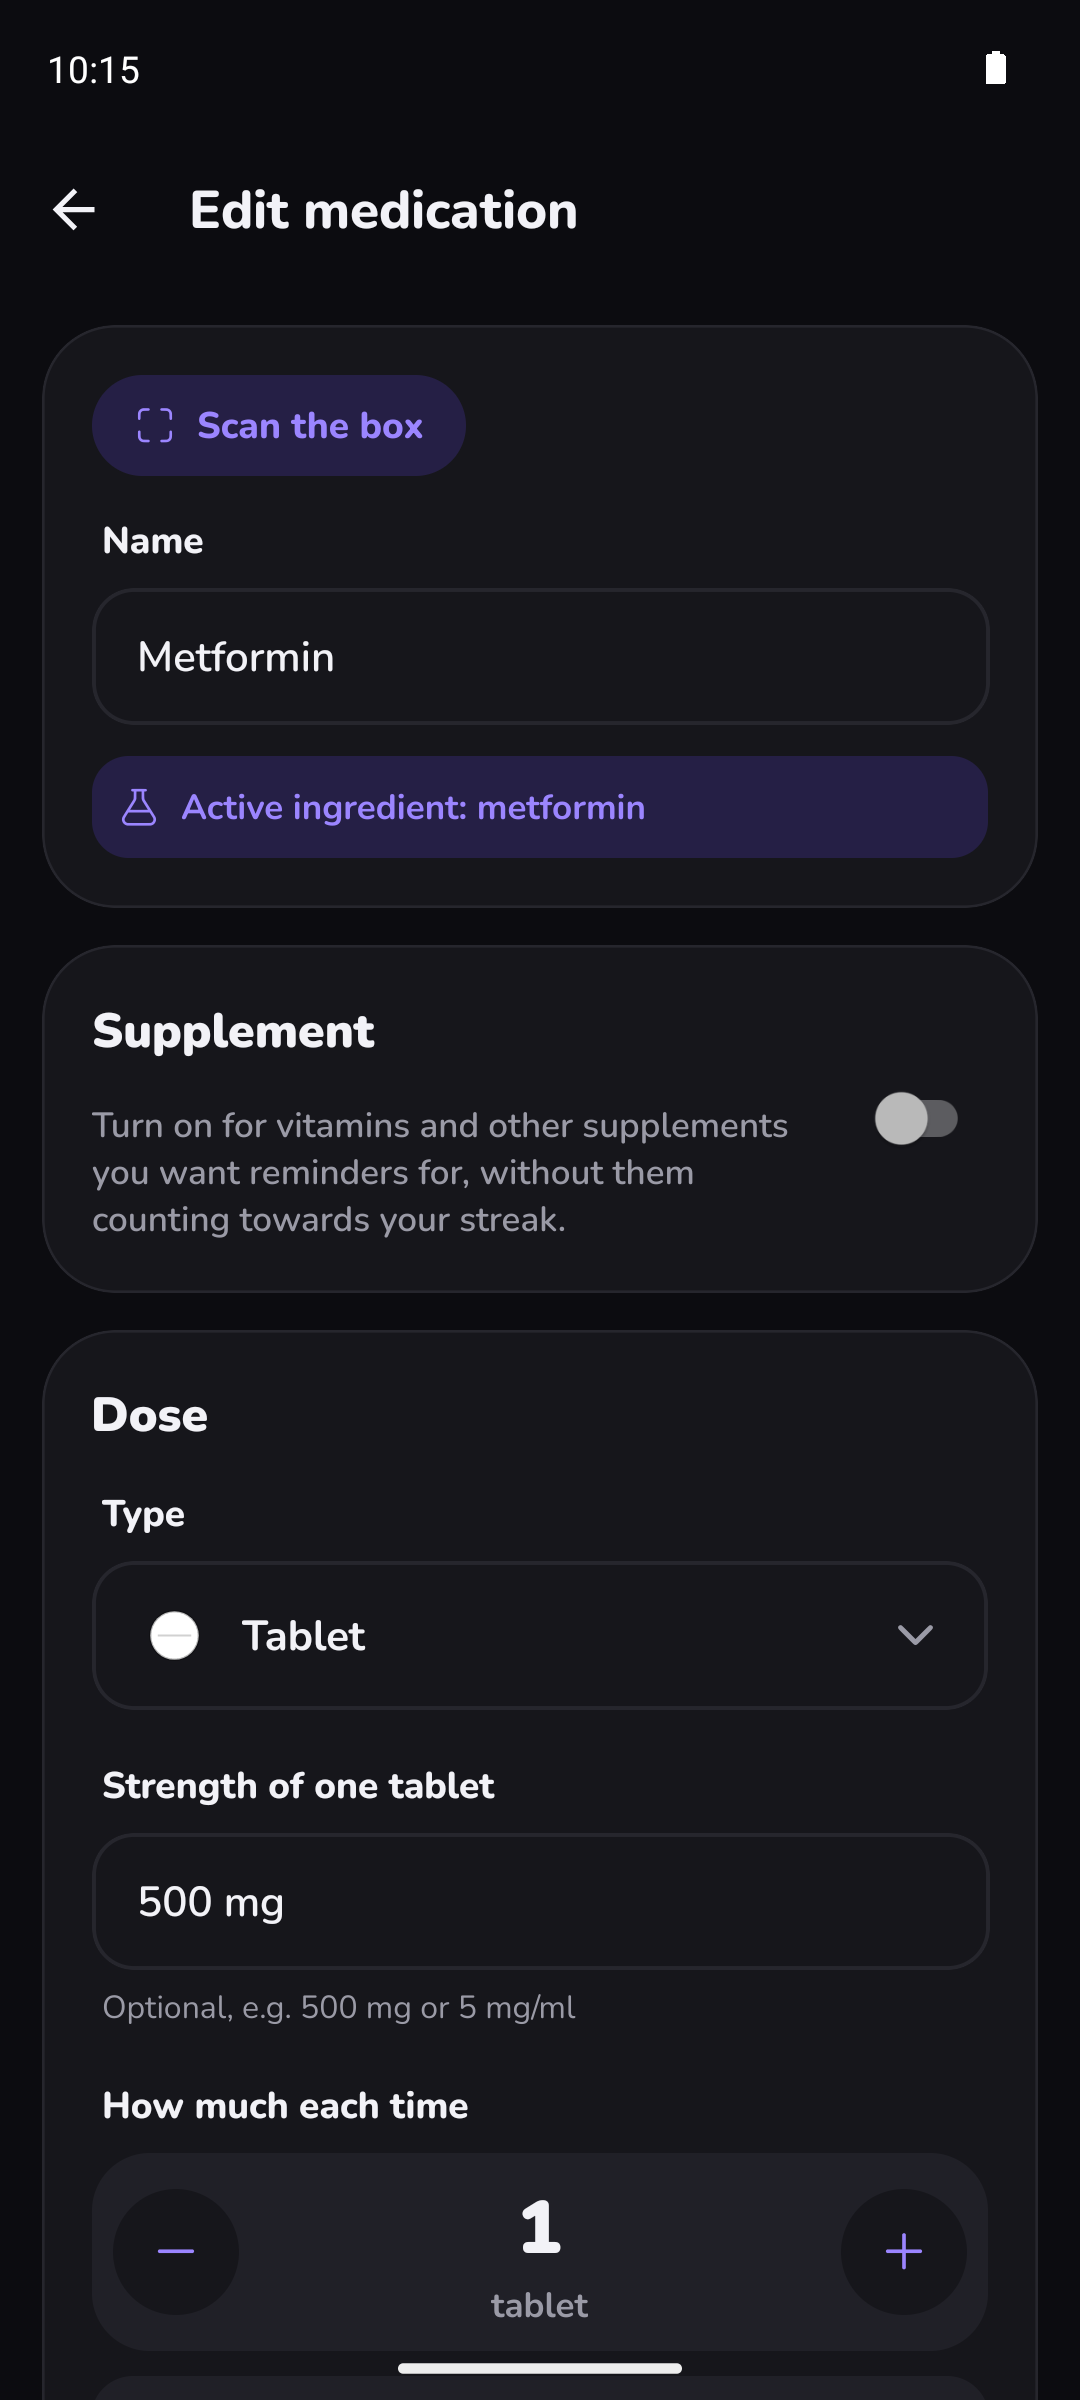 10:15
Edit medication
Scan the box
Name
Metformin
Active ingredient: metformin
Supplement
Turn on for vitamins and other supplements
you want reminders for, without them
counting towards your streak.
Dose
Type
Tablet
Strength of one tablet
500 mg
Optional, e.g. 500 mg or 5 mg/ml
How much each time
1
tablet